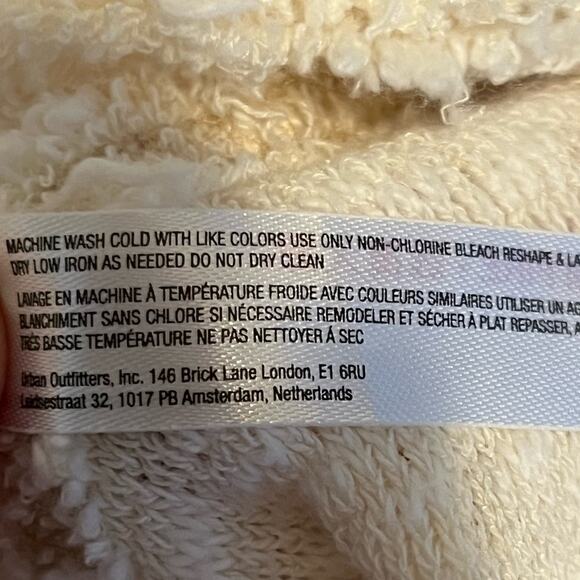 MACHINE WASH COLD WITH LIKE COLORS USE ONLY NON-CHLORINE BLEACH RESHAPE & LA
DRY LOW IRON AS NEEDED DO NOT DRY CLEAN
LAVAGE EN MACHINE À TEMPÉRATURE FROIDE AVEC COULEURS SIMILAIRES UTILISER UN AG
BLANCHIMENT SANS CHLORE SI NÉCESSAIRE REMODELER ET SÉCHER À PLAT REPASSER, A
TRÈS BASSE TEMPÉRATURE NE PAS NETTOYER Á SEC
Urban Outfitters, Inc. 146 Brick Lane London, E1 6RU
Leidsestraat 32, 1017 PB Amsterdam, Netherlands